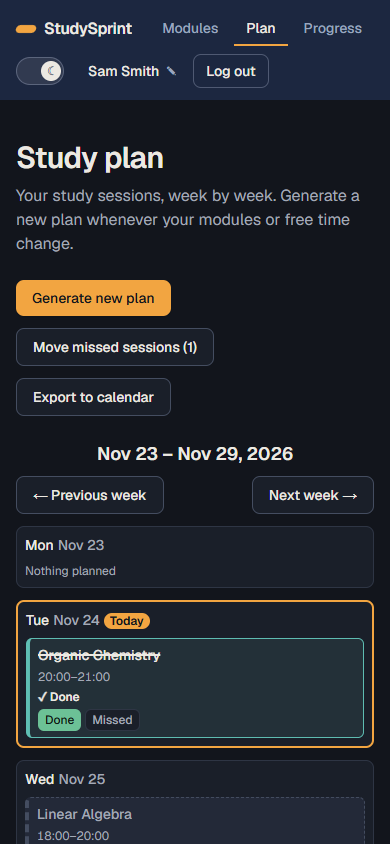 StudySprint
Modules
Plan
Progress
Sam Smith
Log out
Study plan
Your study sessions, week by week. Generate a
new plan whenever your modules or free time
change.
Generate new plan
Move missed sessions (1)
Export to calendar
Nov 23 – Nov 29, 2026
← Previous week
Next week →
Mon Nov 23
Nothing planned
Tue Nov 24 Today
Organic Chemistry
20:00–21:00
✓ Done
Done
Missed
Wed Nov 25
Linear Algebra
18:00–20:00